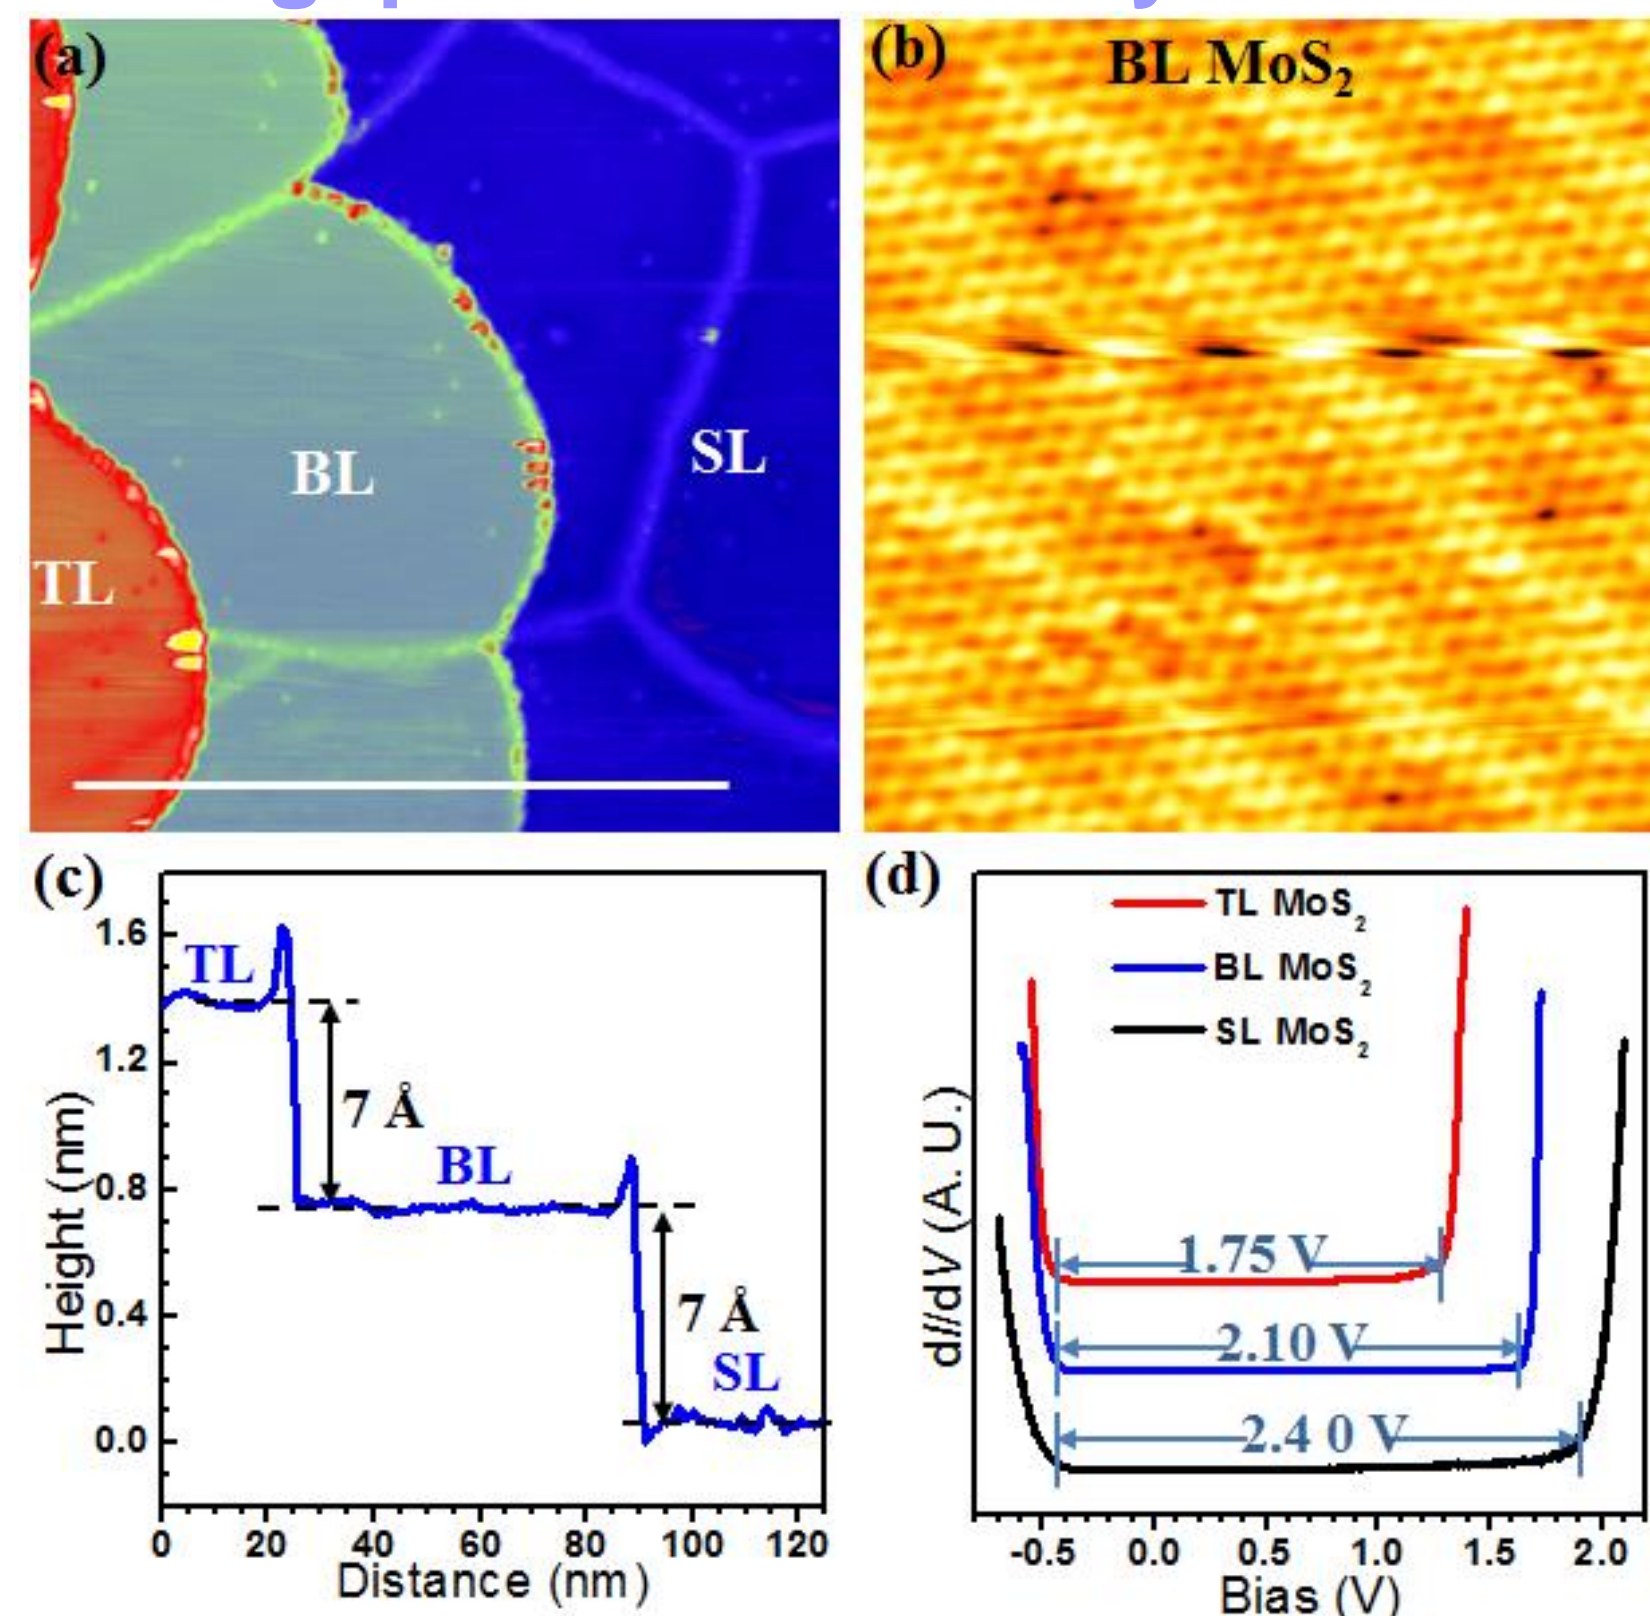 (a)
BL
SL
TL
(b)
BL MoS₂
(c)
1.6
1.2
0.8
0.4
0.0
Height (nm)
TL
7 Å
BL
7 Å
SL
0 20 40 60 80 100 120
Distance (nm)
(d)
TL MoS₂
BL MoS₂
SL MoS₂
dI/dV (A. U.)
1.75 V
2.10 V
2.4 0 V
-0.5 0.0 0.5 1.0 1.5 2.0
Bias (V)